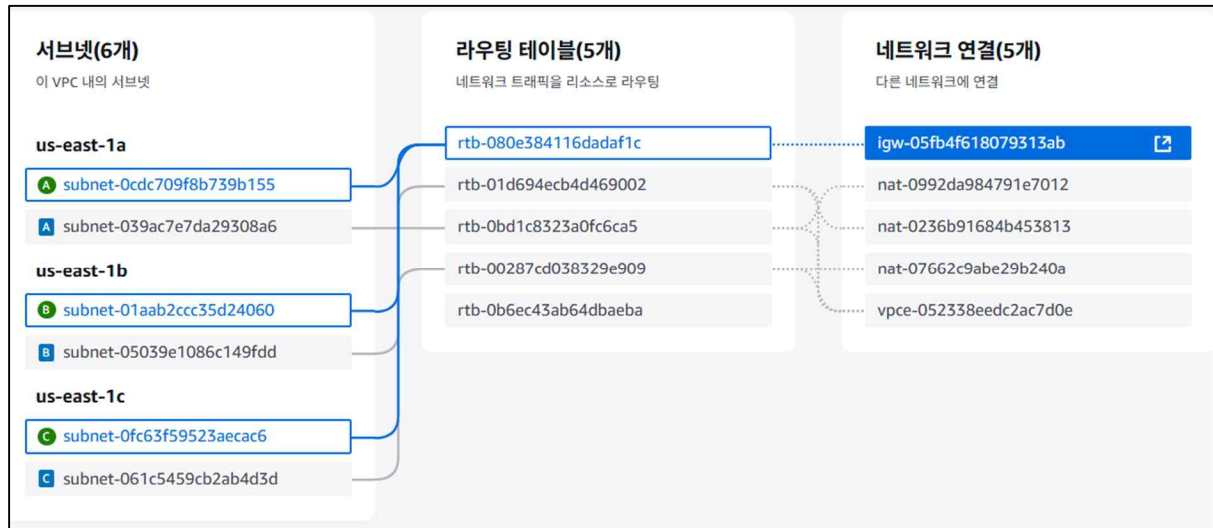 서브넷(6개)
이 VPC 내의 서브넷
us-east-1a
A subnet-0cdc709f8b739b155
A subnet-039ac7e7da29308a6
us-east-1b
B subnet-01aab2ccc35d24060
B subnet-05039e1086c149fdd
us-east-1c
C subnet-0fc63f59523aecac6
C subnet-061c5459cb2ab4d3d
라우팅 테이블(5개)
네트워크 트래픽을 리소스로 라우팅
rtb-080e384116dadaf1c
rtb-01d694ecb4d469002
rtb-0bd1c8323a0fc6ca5
rtb-00287cd038329e909
rtb-0b6ec43ab64dbaeba
네트워크 연결(5개)
다른 네트워크에 연결
igw-05fb4f618079313ab
nat-0992da984791e7012
nat-0236b91684b453813
nat-07662c9abe29b240a
vpce-052338eedc2ac7d0e